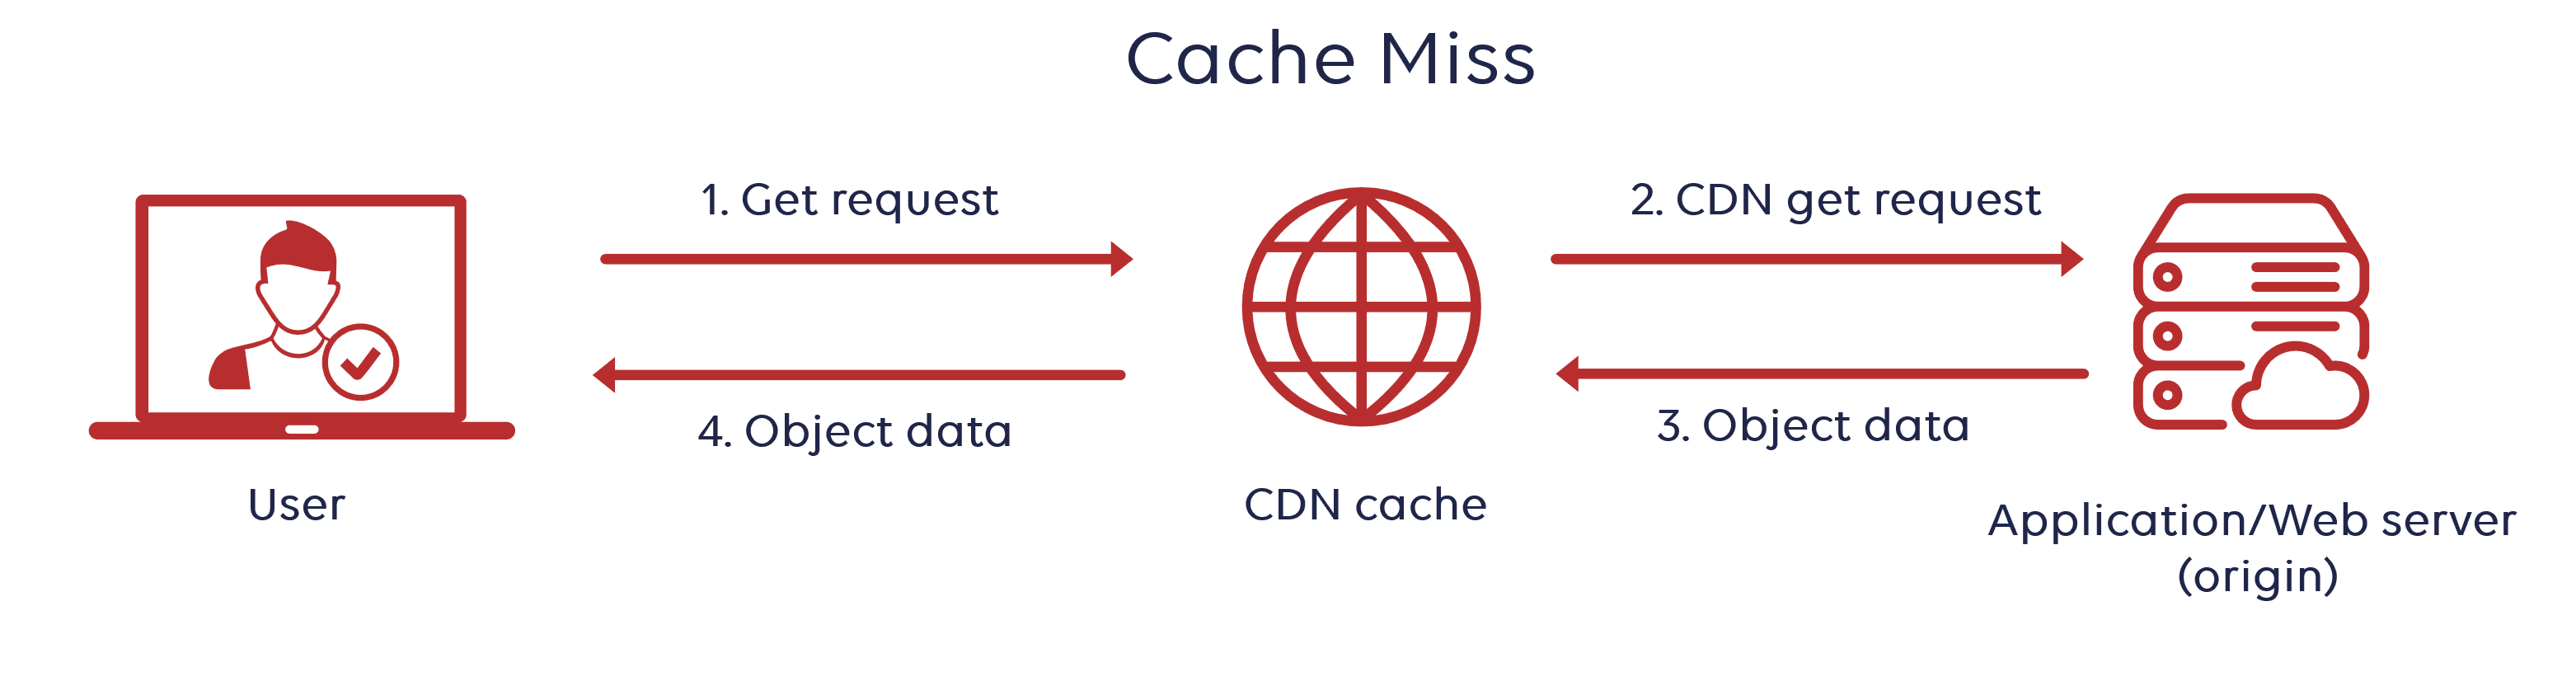 Cache Miss
1. Get request
2. CDN get request
4. Object data
3. Object data
User
CDN cache
Application/Web server
(origin)